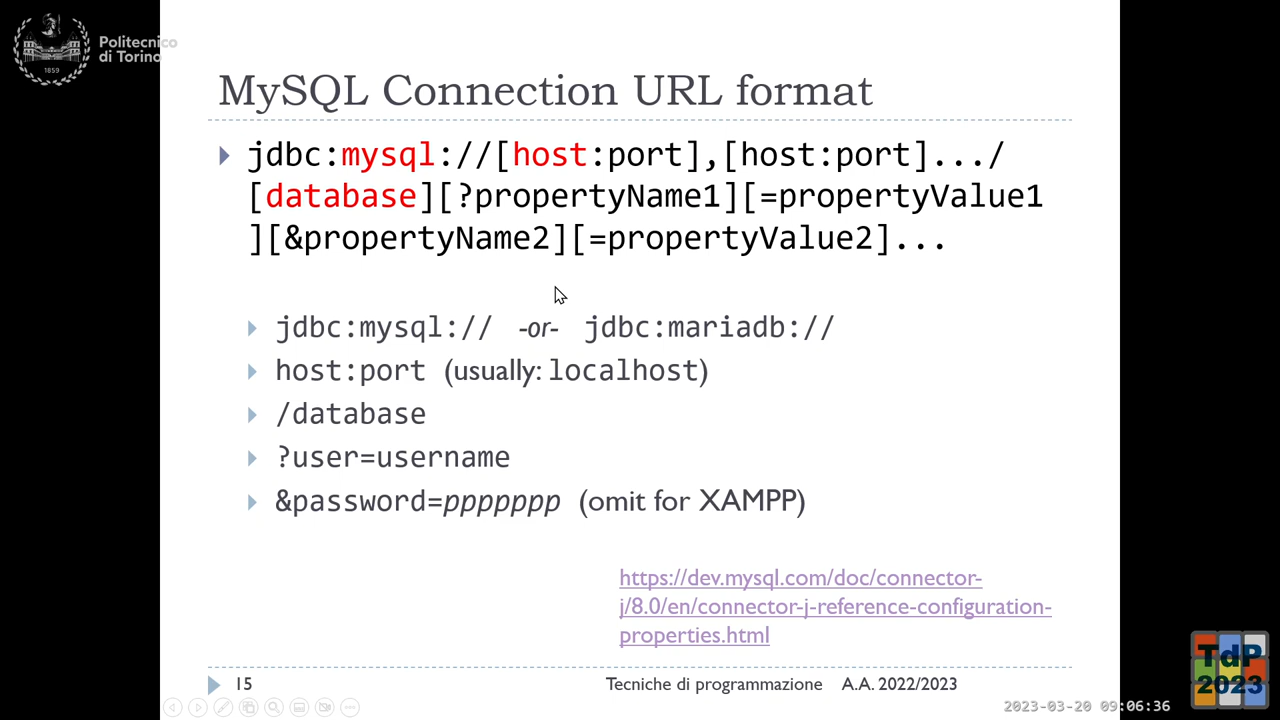 Politecnico
di Torino
1859
MySQL Connection URL format
jdbc:mysql://[host:port],[host:port].../
[database][?propertyName1][=propertyValue1
][&propertyName2][=propertyValue2]...
jdbc:mysql:// -or- jdbc:mariadb://
host:port (usually: localhost)
/database
?user=username
&password=ppppppp (omit for XAMPP)
https://dev.mysql.com/doc/connector-
j/8.0/en/connector-j-reference-configuration-
properties.html
15 Tecniche di programmazione A.A. 2022/2023
TdP
2023
2023-03-20 09:06:36